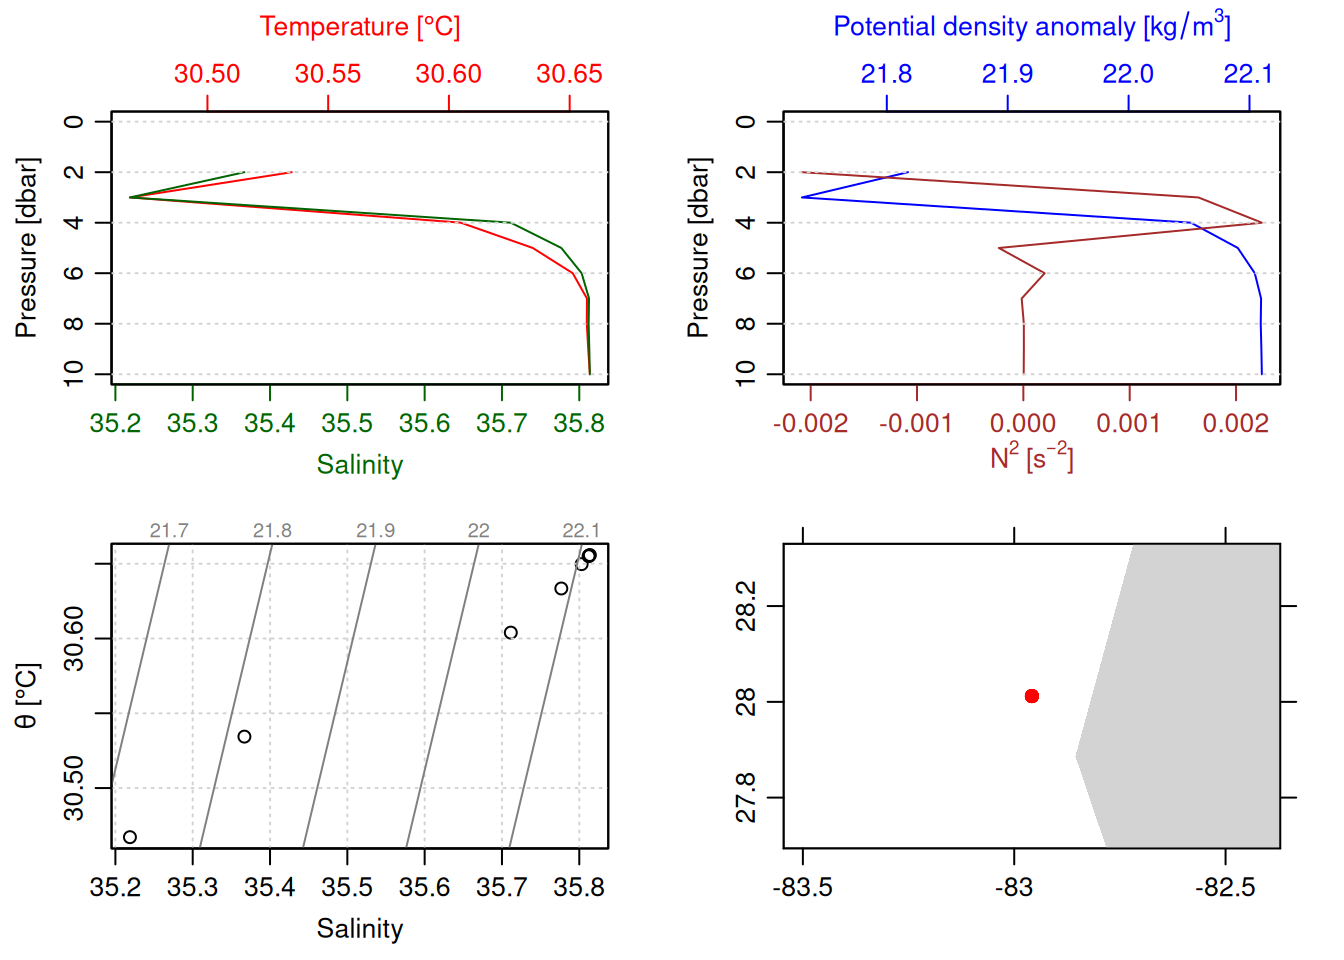 Temperature [°C]
30.50 30.55 30.60 30.65
Pressure [dbar]
0 2 4 6 8 10
35.2 35.3 35.4 35.5 35.6 35.7 35.8
Salinity
Potential density anomaly [kg/m³]
21.8 21.9 22.0 22.1
Pressure [dbar]
0 2 4 6 8 10
-0.002 -0.001 0.000 0.001 0.002
N² [s⁻²]
21.7 21.8 21.9 22 22.1
θ [°C]
30.60
30.50
35.2 35.3 35.4 35.5 35.6 35.7 35.8
Salinity
28.2
28
27.8
-83.5 -83 -82.5